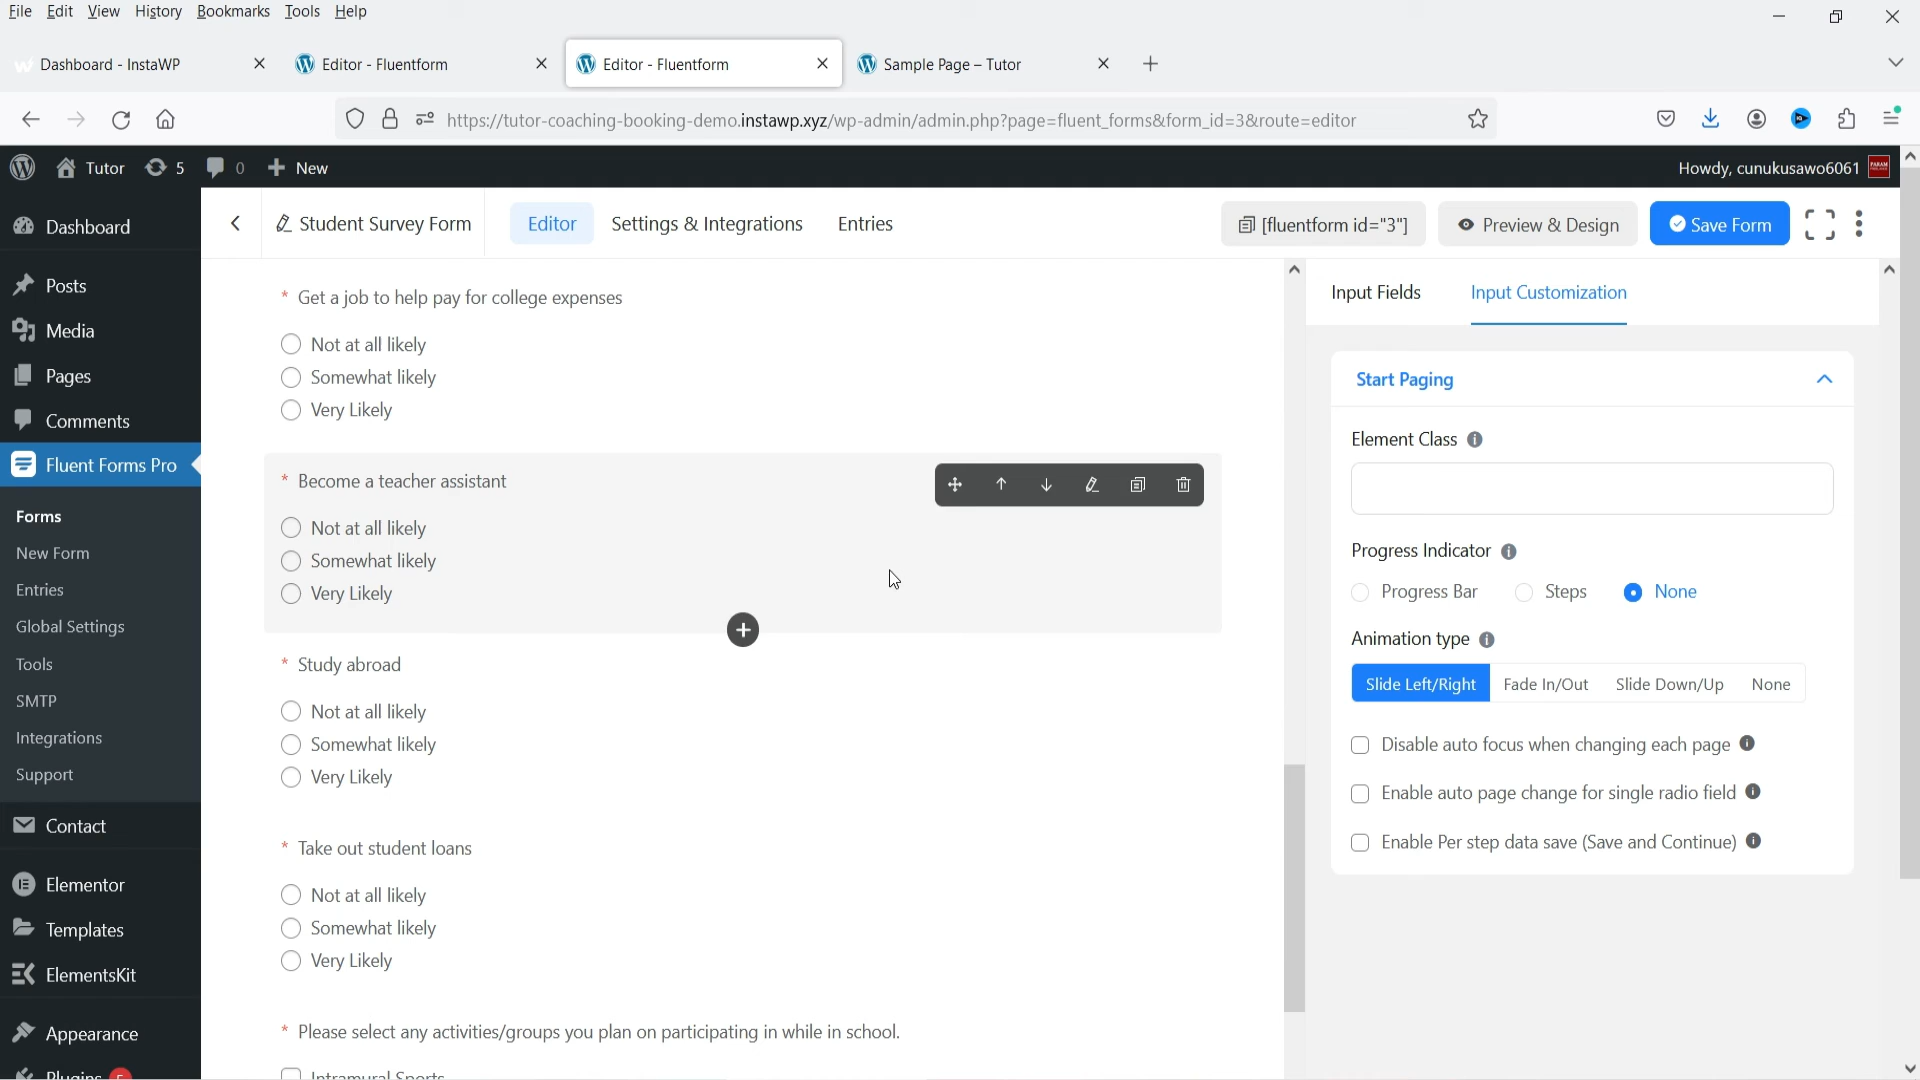 File Edit View History Bookmarks Tools Help
Dashboard - InstaWP
Editor - Fluentform
Editor - Fluentform
Sample Page – Tutor
https://tutor-coaching-booking-demo.instawp.xyz/wp-admin/admin.php?page=fluent_forms&form_id=3&route=editor
Tutor 5 0 New
Howdy, cunukusawo6061
Dashboard
Posts
Media
Pages
Comments
Fluent Forms Pro
Forms
New Form
Entries
Global Settings
Tools
SMTP
Integrations
Support
Contact
Elementor
Templates
ElementsKit
Appearance
Plugins
Student Survey Form
Editor
Settings & Integrations
Entries
[fluentform id="3"]
Preview & Design
Save Form
* Get a job to help pay for college expenses
Not at all likely
Somewhat likely
Very Likely
* Become a teacher assistant
Not at all likely
Somewhat likely
Very Likely
* Study abroad
Not at all likely
Somewhat likely
Very Likely
* Take out student loans
Not at all likely
Somewhat likely
Very Likely
* Please select any activities/groups you plan on participating in while in school.
Intramural Sports
Input Fields
Input Customization
Start Paging
Element Class
Progress Indicator
Progress Bar Steps None
Animation type
Slide Left/Right Fade In/Out Slide Down/Up None
Disable auto focus when changing each page
Enable auto page change for single radio field
Enable Per step data save (Save and Continue)